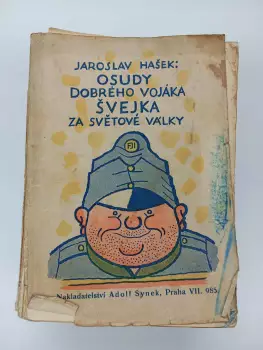 JAROSLAV HAŠEK:
OSUDY
DOBRÉHO VOJÁKA
ŠVEJKA
ZA SVĚTOVÉ VÁLKY
FJI
Nakladatelství Adolf Synek, Praha VII. 985.